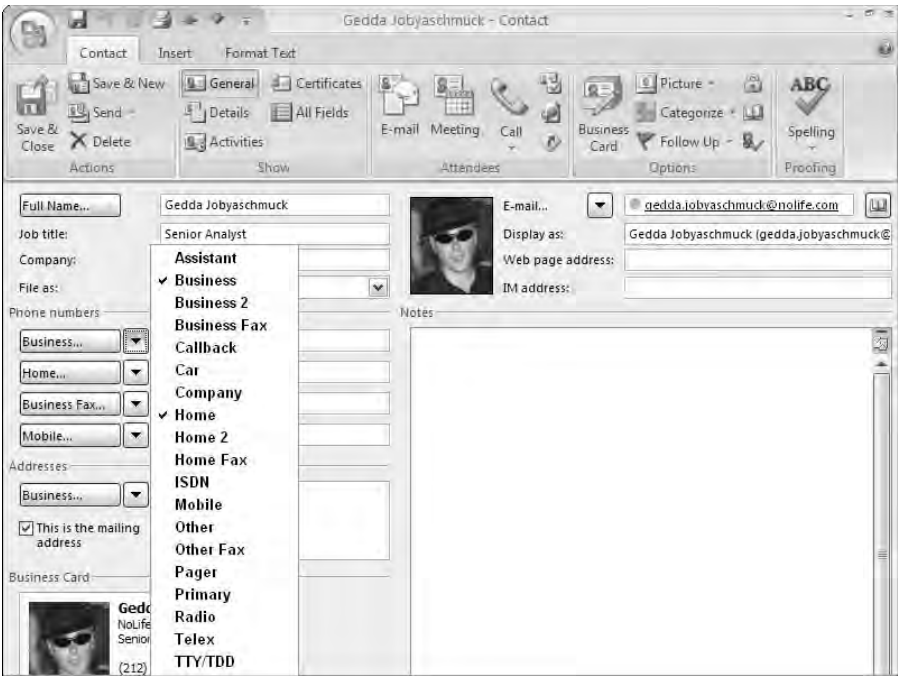 Gedda Jobyaschmuck - Contact
Contact Insert Format Text
Save & Close
Save & New
Send
Delete
Actions
General
Details
Activities
Certificates
All Fields
Show
E-mail
Meeting
Call
Attendees
Business Card
Picture
Categorize
Follow Up
Options
ABC
Spelling
Proofing
Full Name... Gedda Jobyaschmuck
Job title: Senior Analyst
Company:
File as:
E-mail... gedda.jobyaschmuck@nolife.com
Display as: Gedda Jobyaschmuck (gedda.jobyaschmuck@
Web page address:
IM address:
Phone numbers
Business...
Home...
Business Fax...
Mobile...
Addresses
Business...
This is the mailing
address
Assistant
Business
Business 2
Business Fax
Callback
Car
Company
Home
Home 2
Home Fax
ISDN
Mobile
Other
Other Fax
Pager
Primary
Radio
Telex
TTY/TDD
Notes
Business Card
Gedd
NoLife
Senior
(212)